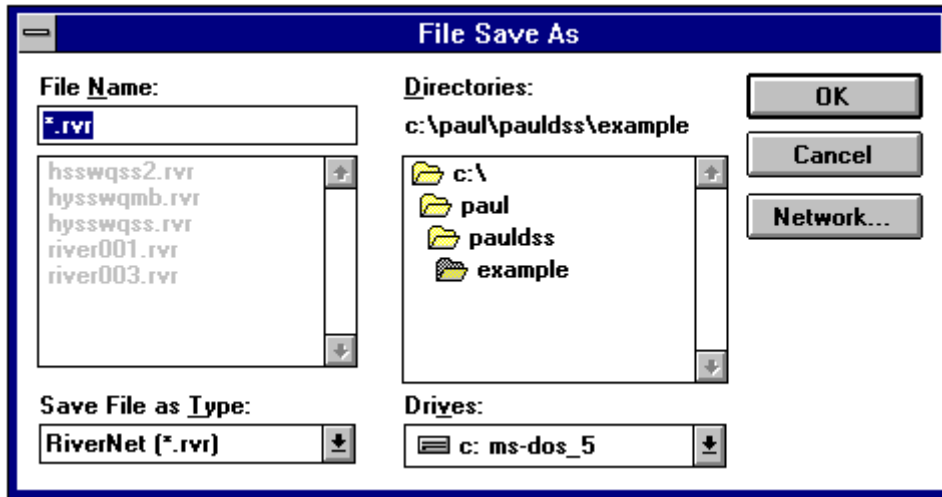 File Save As
File Name:
*.rvr
hsswqss2.rvr
hysswqmb.rvr
hysswqss.rvr
river001.rvr
river003.rvr
Save File as Type:
RiverNet (*.rvr)
Directories:
c:\paul\pauldss\example
c:\
paul
pauldss
example
Drives:
c: ms-dos_5
OK
Cancel
Network...